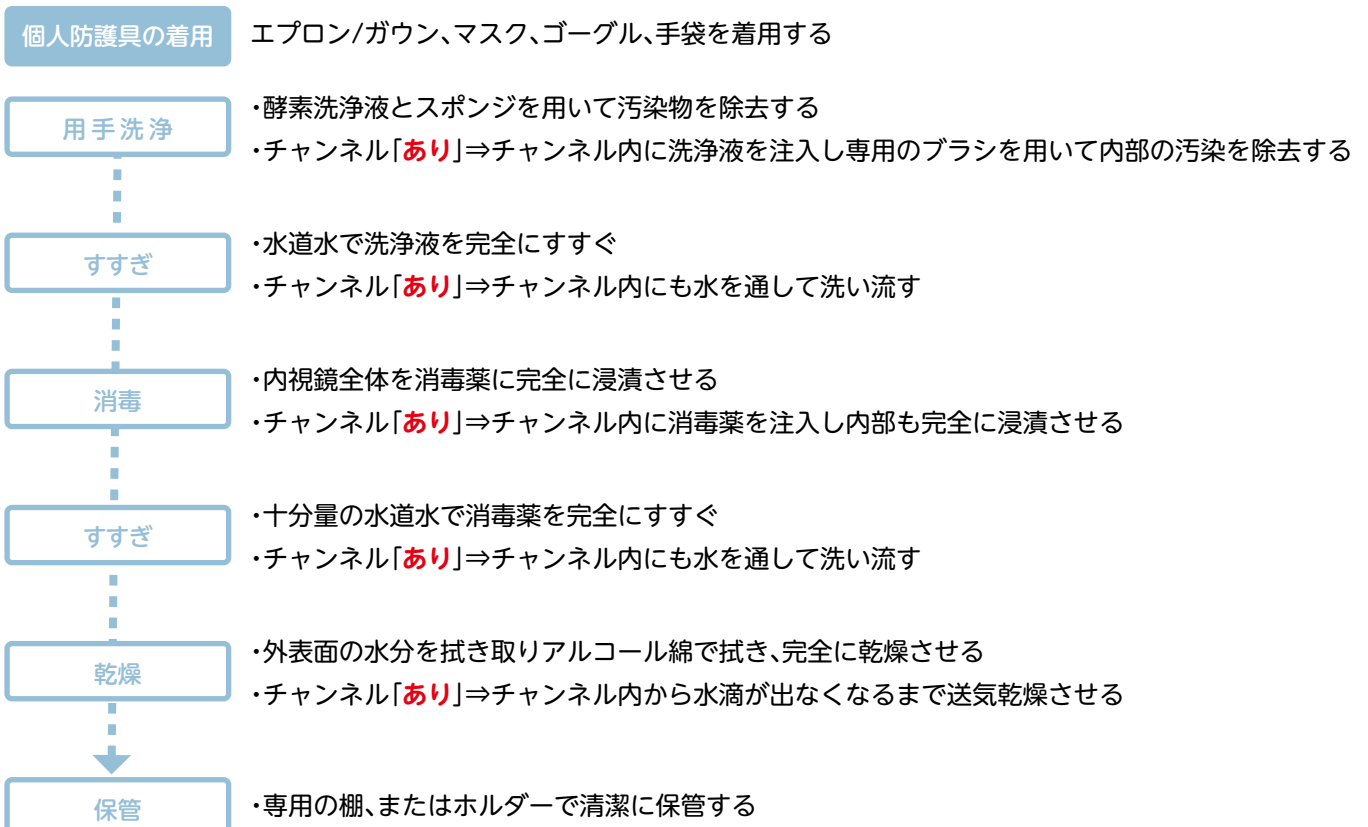 個人防護具の着用
エプロン/ガウン、マスク、ゴーグル、手袋を着用する
用手洗浄
・酵素洗浄液とスポンジを用いて汚染物を除去する
・チャンネル「あり」⇒チャンネル内に洗浄液を注入し専用のブラシを用いて内部の汚染を除去する
すすぎ
・水道水で洗浄液を完全にすすぐ
・チャンネル「あり」⇒チャンネル内にも水を通して洗い流す
消毒
・内視鏡全体を消毒薬に完全に浸漬させる
・チャンネル「あり」⇒チャンネル内に消毒薬を注入し内部も完全に浸漬させる
すすぎ
・十分量の水道水で消毒薬を完全にすすぐ
・チャンネル「あり」⇒チャンネル内にも水を通して洗い流す
乾燥
・外表面の水分を拭き取りアルコール綿で拭き、完全に乾燥させる
・チャンネル「あり」⇒チャンネル内から水滴が出なくなるまで送気乾燥させる
保管
・専用の棚、またはホルダーで清潔に保管する